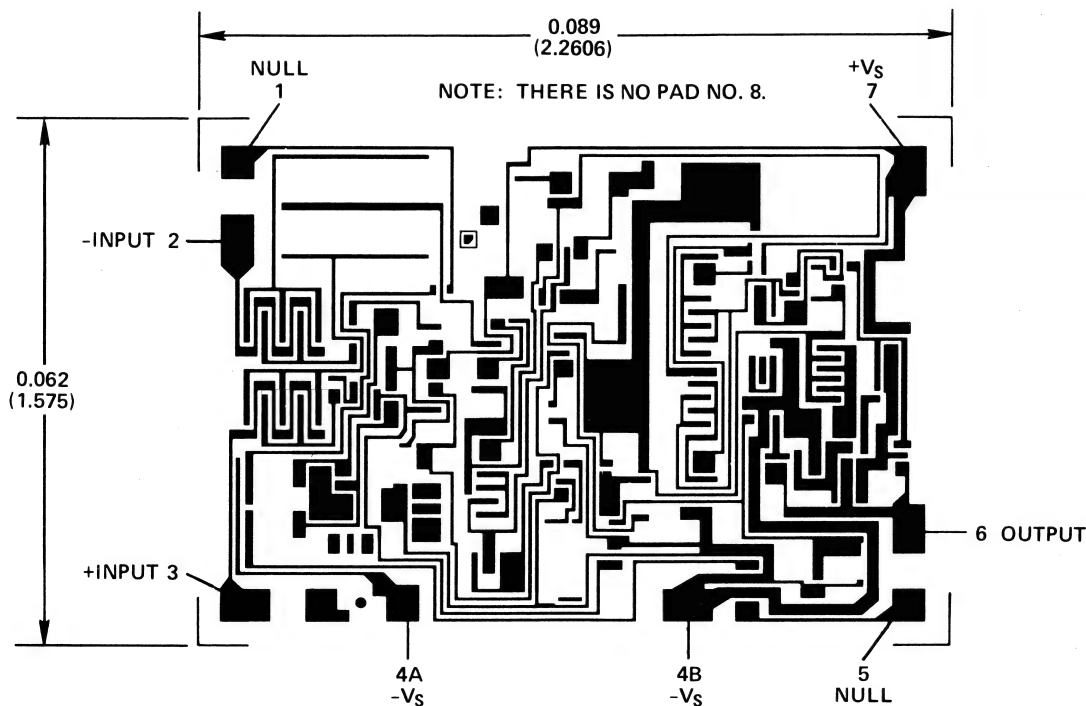 0.089
(2.2606)
NULL
1
NOTE: THERE IS NO PAD NO. 8.
+VS
7
-INPUT 2
0.062
(1.575)
6 OUTPUT
+INPUT 3
4A
-VS
4B
-VS
5
NULL